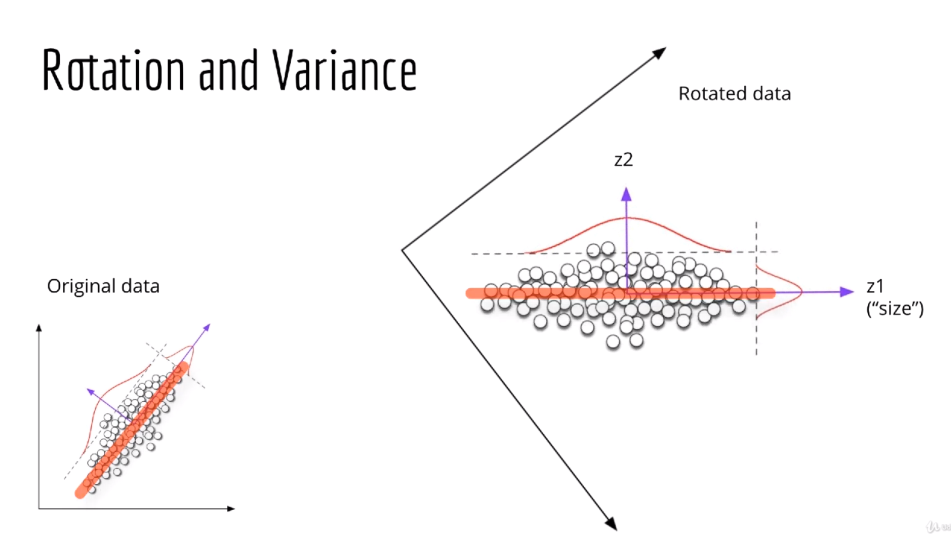 Rotation and Variance
Rotated data
z2
Original data
z1
(“size”)